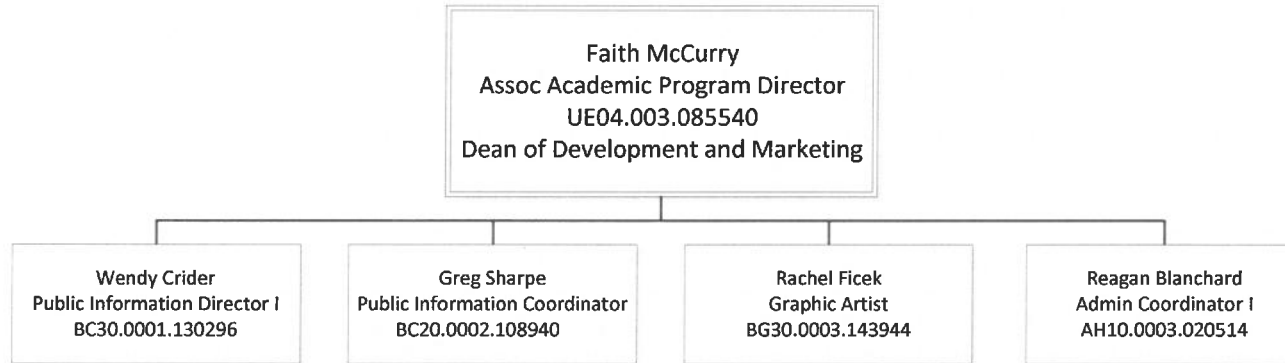 Faith McCurry
Assoc Academic Program Director
UE04.003.085540
Dean of Development and Marketing
Wendy Crider
Public Information Director I
BC30.0001.130296
Greg Sharpe
Public Information Coordinator
BC20.0002.108940
Rachel Ficek
Graphic Artist
BG30.0003.143944
Reagan Blanchard
Admin Coordinator I
AH10.0003.020514